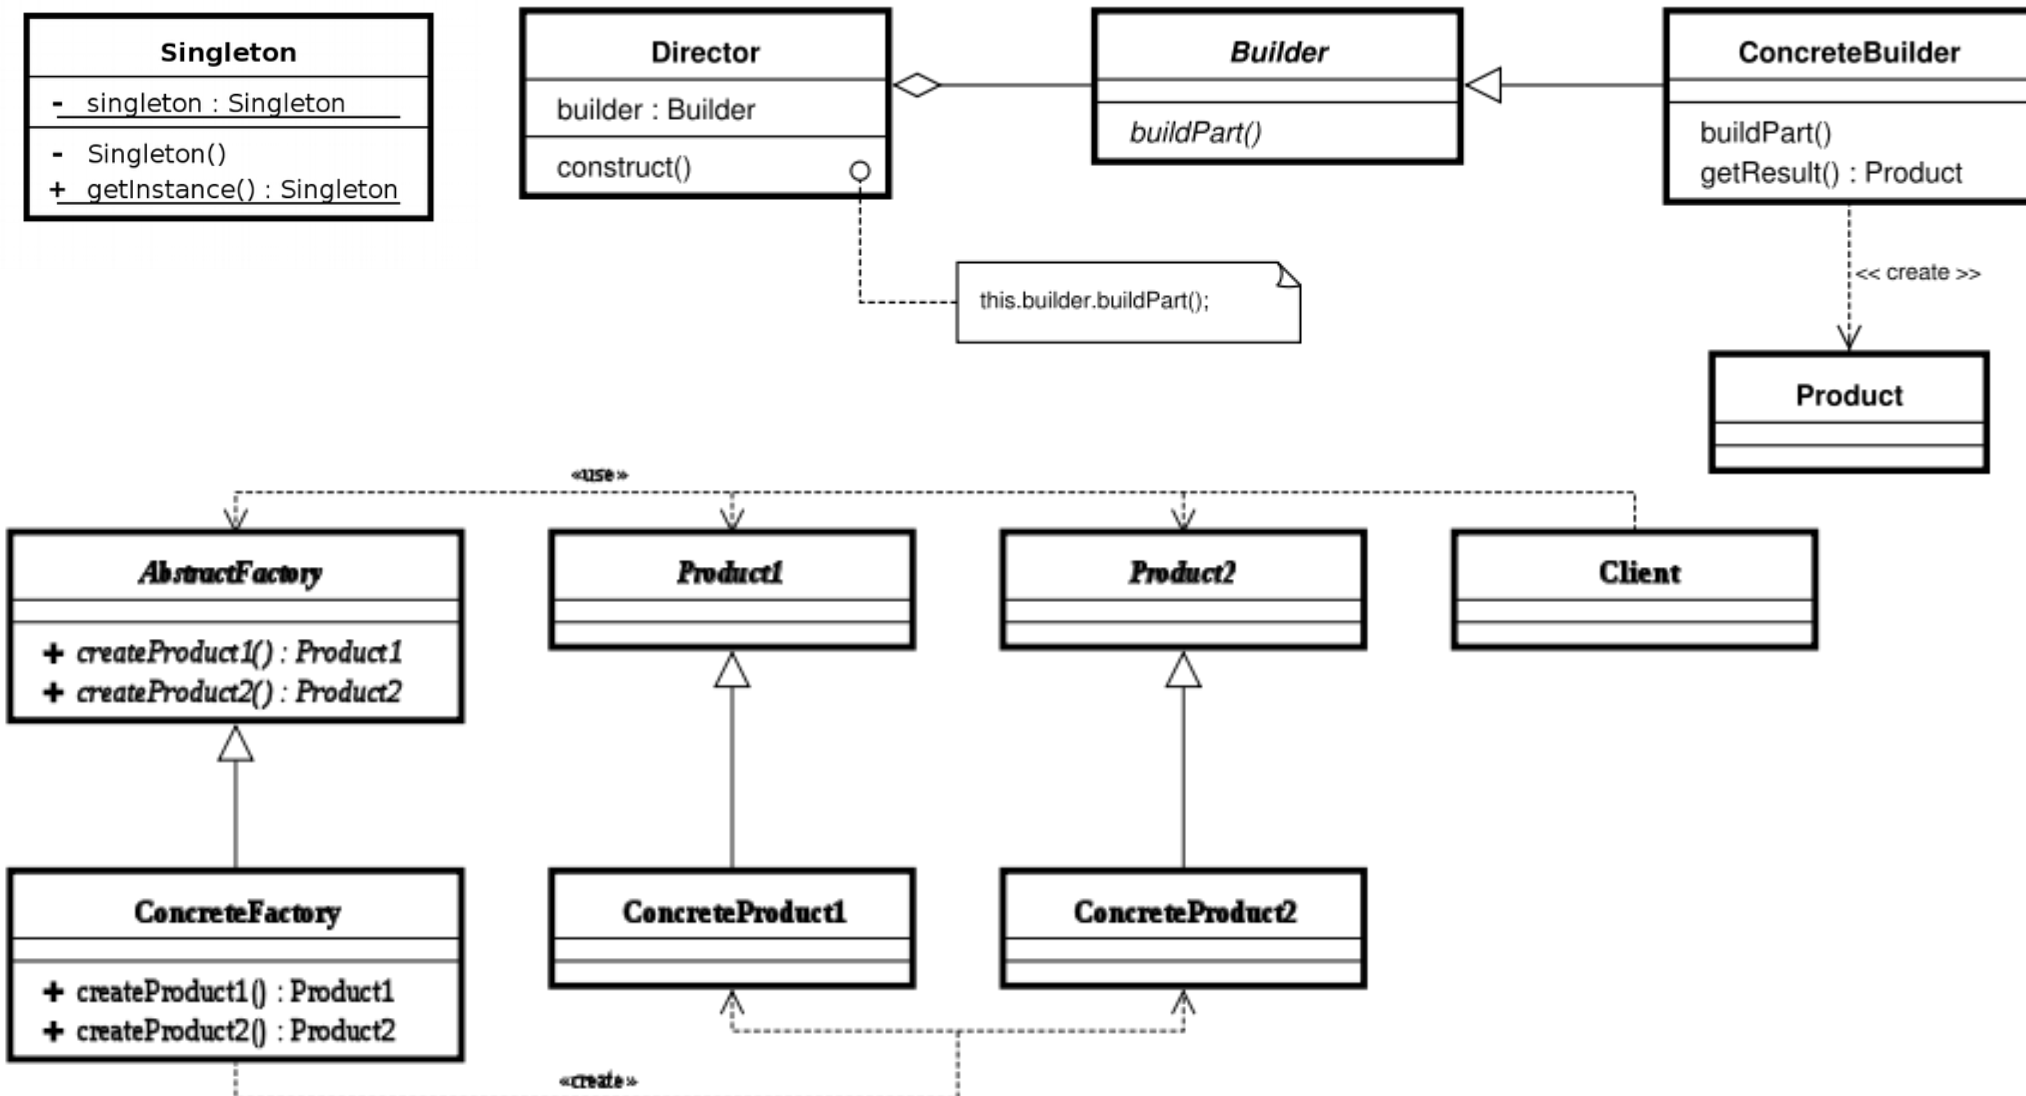 Singleton
- singleton : Singleton
- Singleton()
+ getInstance() : Singleton
Director
builder : Builder
construct()
Builder
buildPart()
ConcreteBuilder
buildPart()
getResult() : Product
this.builder.buildPart();
<< create >>
Product
«use»
AbstractFactory
+ createProduct1() : Product1
+ createProduct2() : Product2
Product1
Product2
Client
ConcreteFactory
+ createProduct1() : Product1
+ createProduct2() : Product2
ConcreteProduct1
ConcreteProduct2
«create»